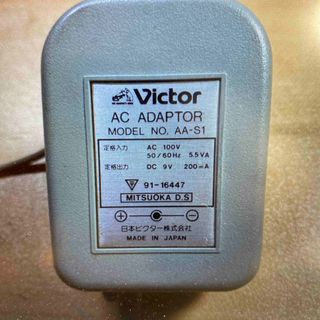 Victor
AC ADAPTOR
MODEL NO. AA-S1
定格入力 AC 100V
50/60Hz 5.5VA
定格出力 DC 9V 200mA
91-16447
MITSUOKA D.S
日本ビクター株式会社
MADE IN JAPAN